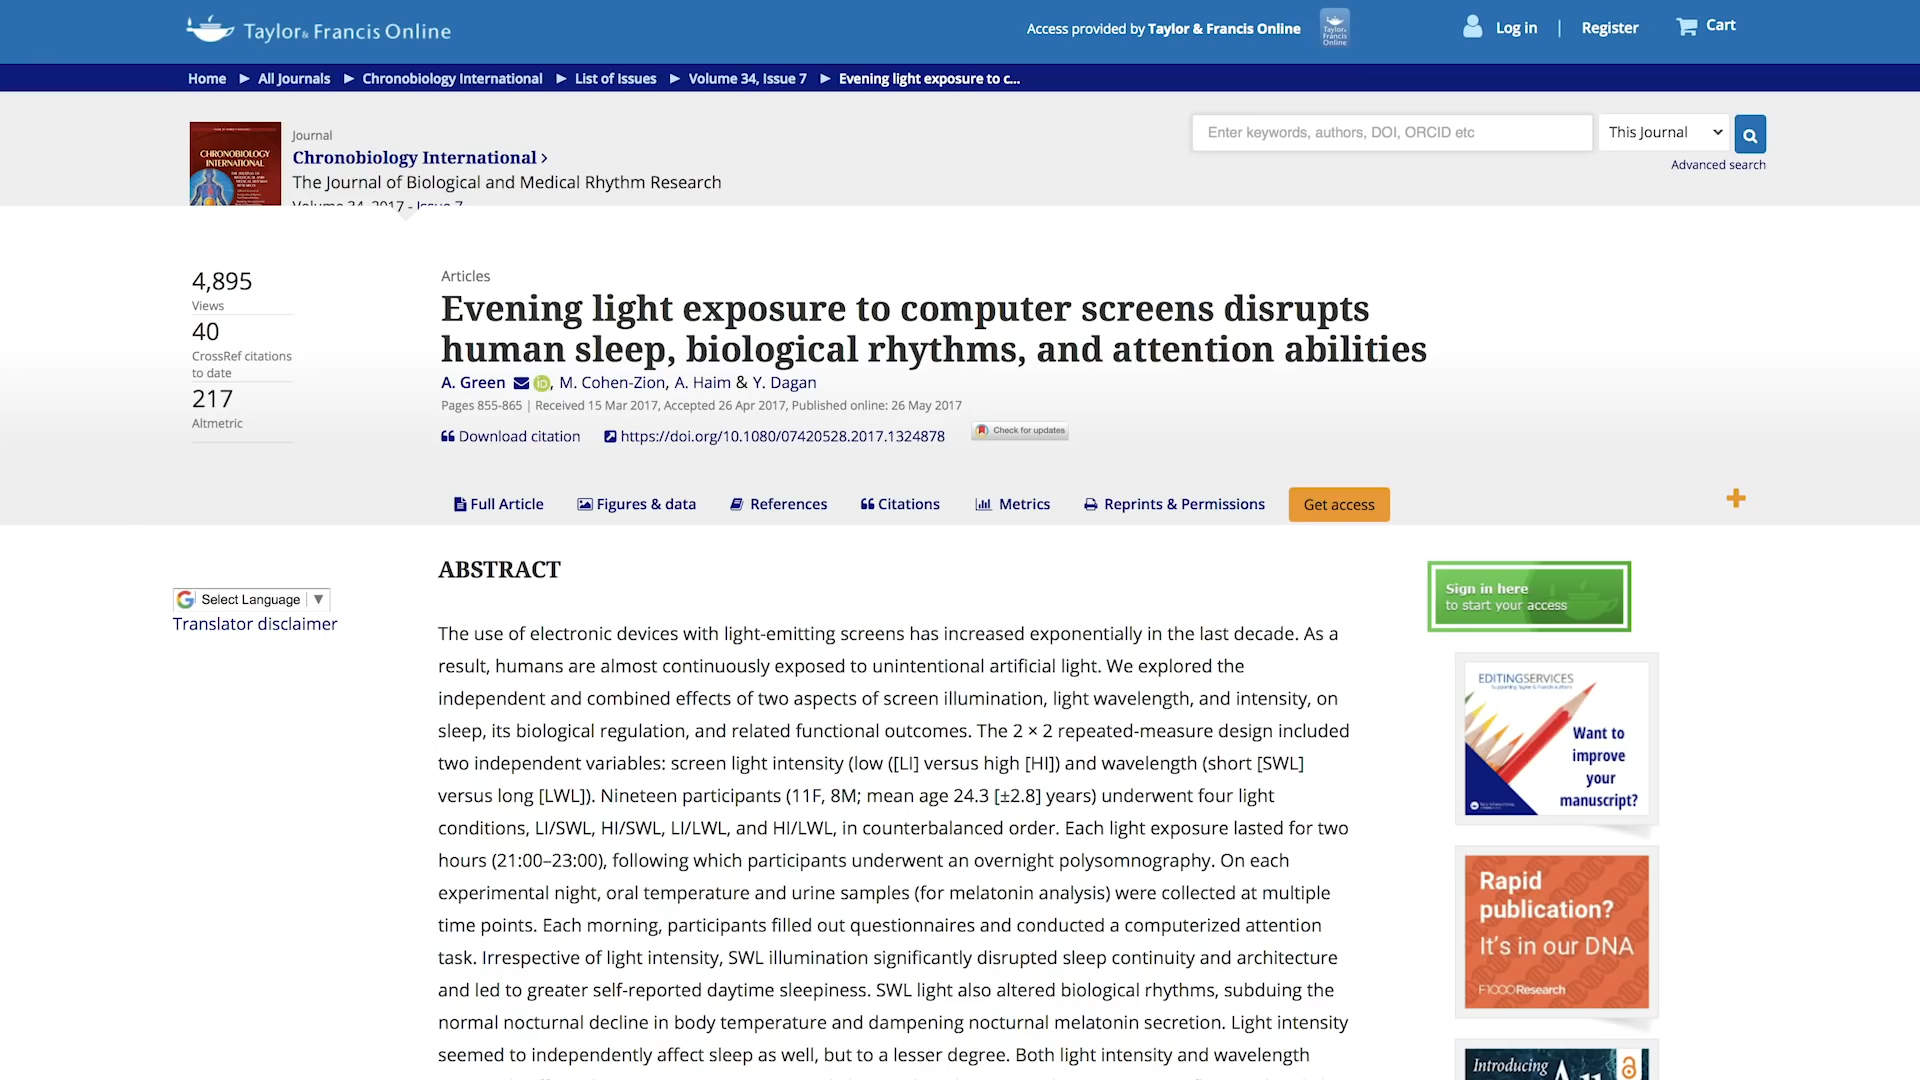 Taylor & Francis Online
Access provided by Taylor & Francis Online
Taylor & Francis Online
Log in | Register
Cart
Home ► All Journals ► Chronobiology International ► List of Issues ► Volume 34, Issue 7 ► Evening light exposure to c...
CHRONOBIOLOGY INTERNATIONAL
Journal
Chronobiology International ›
The Journal of Biological and Medical Rhythm Research
Volume 34, 2017 - Issue 7
Enter keywords, authors, DOI, ORCID etc
This Journal
Advanced search
4,895
Views
40
CrossRef citations
to date
217
Altmetric
Articles
Evening light exposure to computer screens disrupts
human sleep, biological rhythms, and attention abilities
A. Green iD, M. Cohen-Zion, A. Haim & Y. Dagan
Pages 855-865 | Received 15 Mar 2017, Accepted 26 Apr 2017, Published online: 26 May 2017
Download citation https://doi.org/10.1080/07420528.2017.1324878 Check for updates
Full Article Figures & data References Citations Metrics Reprints & Permissions Get access
Select Language ▼
Translator disclaimer
ABSTRACT
The use of electronic devices with light-emitting screens has increased exponentially in the last decade. As a
result, humans are almost continuously exposed to unintentional artificial light. We explored the
independent and combined effects of two aspects of screen illumination, light wavelength, and intensity, on
sleep, its biological regulation, and related functional outcomes. The 2 × 2 repeated-measure design included
two independent variables: screen light intensity (low ([LI] versus high [HI]) and wavelength (short [SWL]
versus long [LWL]). Nineteen participants (11F, 8M; mean age 24.3 [±2.8] years) underwent four light
conditions, LI/SWL, HI/SWL, LI/LWL, and HI/LWL, in counterbalanced order. Each light exposure lasted for two
hours (21:00–23:00), following which participants underwent an overnight polysomnography. On each
experimental night, oral temperature and urine samples (for melatonin analysis) were collected at multiple
time points. Each morning, participants filled out questionnaires and conducted a computerized attention
task. Irrespective of light intensity, SWL illumination significantly disrupted sleep continuity and architecture
and led to greater self-reported daytime sleepiness. SWL light also altered biological rhythms, subduing the
normal nocturnal decline in body temperature and dampening nocturnal melatonin secretion. Light intensity
seemed to independently affect sleep as well, but to a lesser degree. Both light intensity and wavelength
Sign in here
to start your access
EDITINGSERVICES
Supporting Taylor & Francis authors
Want to
improve
your
manuscript?
Rapid
publication?
It's in our DNA
F1000Research
Introducing